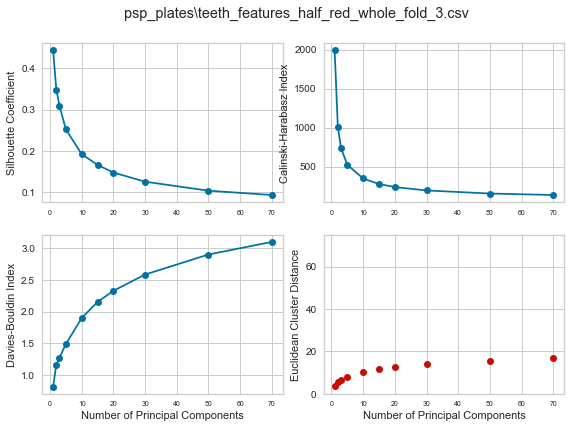 psp_plates\teeth_features_half_red_whole_fold_3.csv
Silhouette Coefficient
0.4
0.3
0.2
0.1
0 10 20 30 40 50 60 70
Calinski-Harabasz-Index
2000
1500
1000
500
0 10 20 30 40 50 60 70
Davies-Bouldin Index
3.0
2.5
2.0
1.5
1.0
0 10 20 30 40 50 60 70
Number of Principal Components
Euclidean Cluster Distance
60
40
20
0
0 10 20 30 40 50 60 70
Number of Principal Components